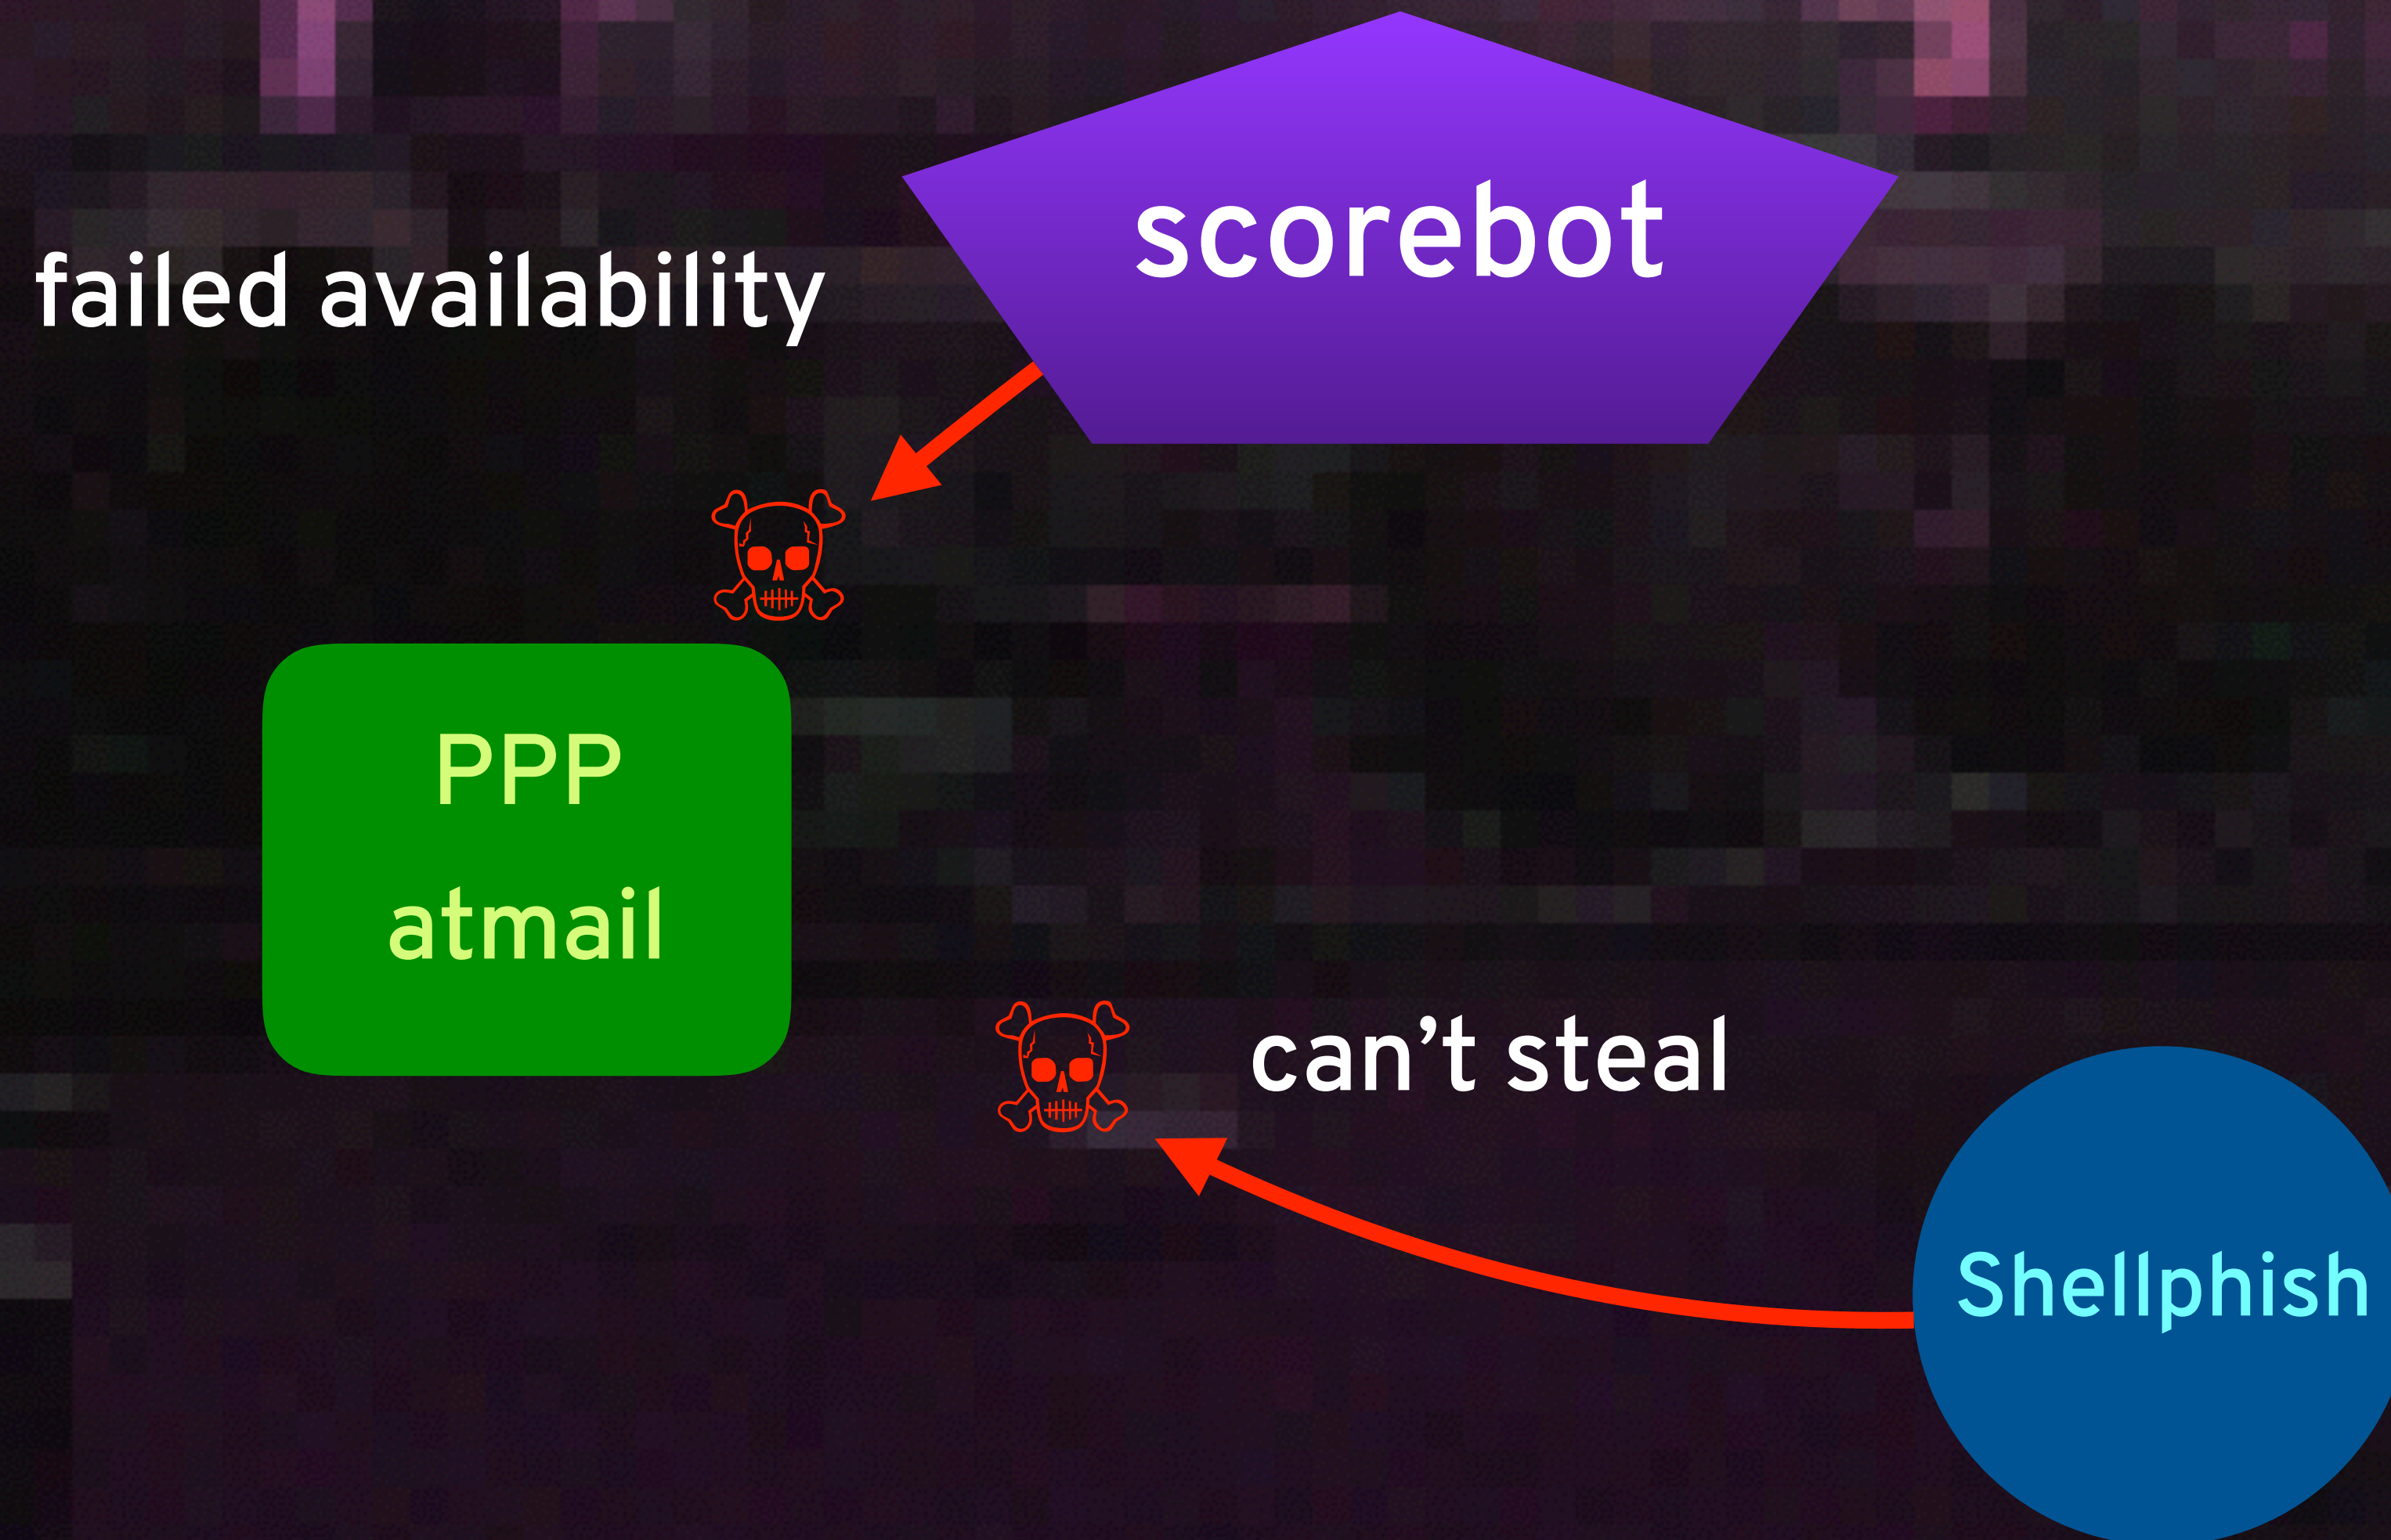 scorebot
failed availability
PPP
atmail
can’t steal
Shellphish